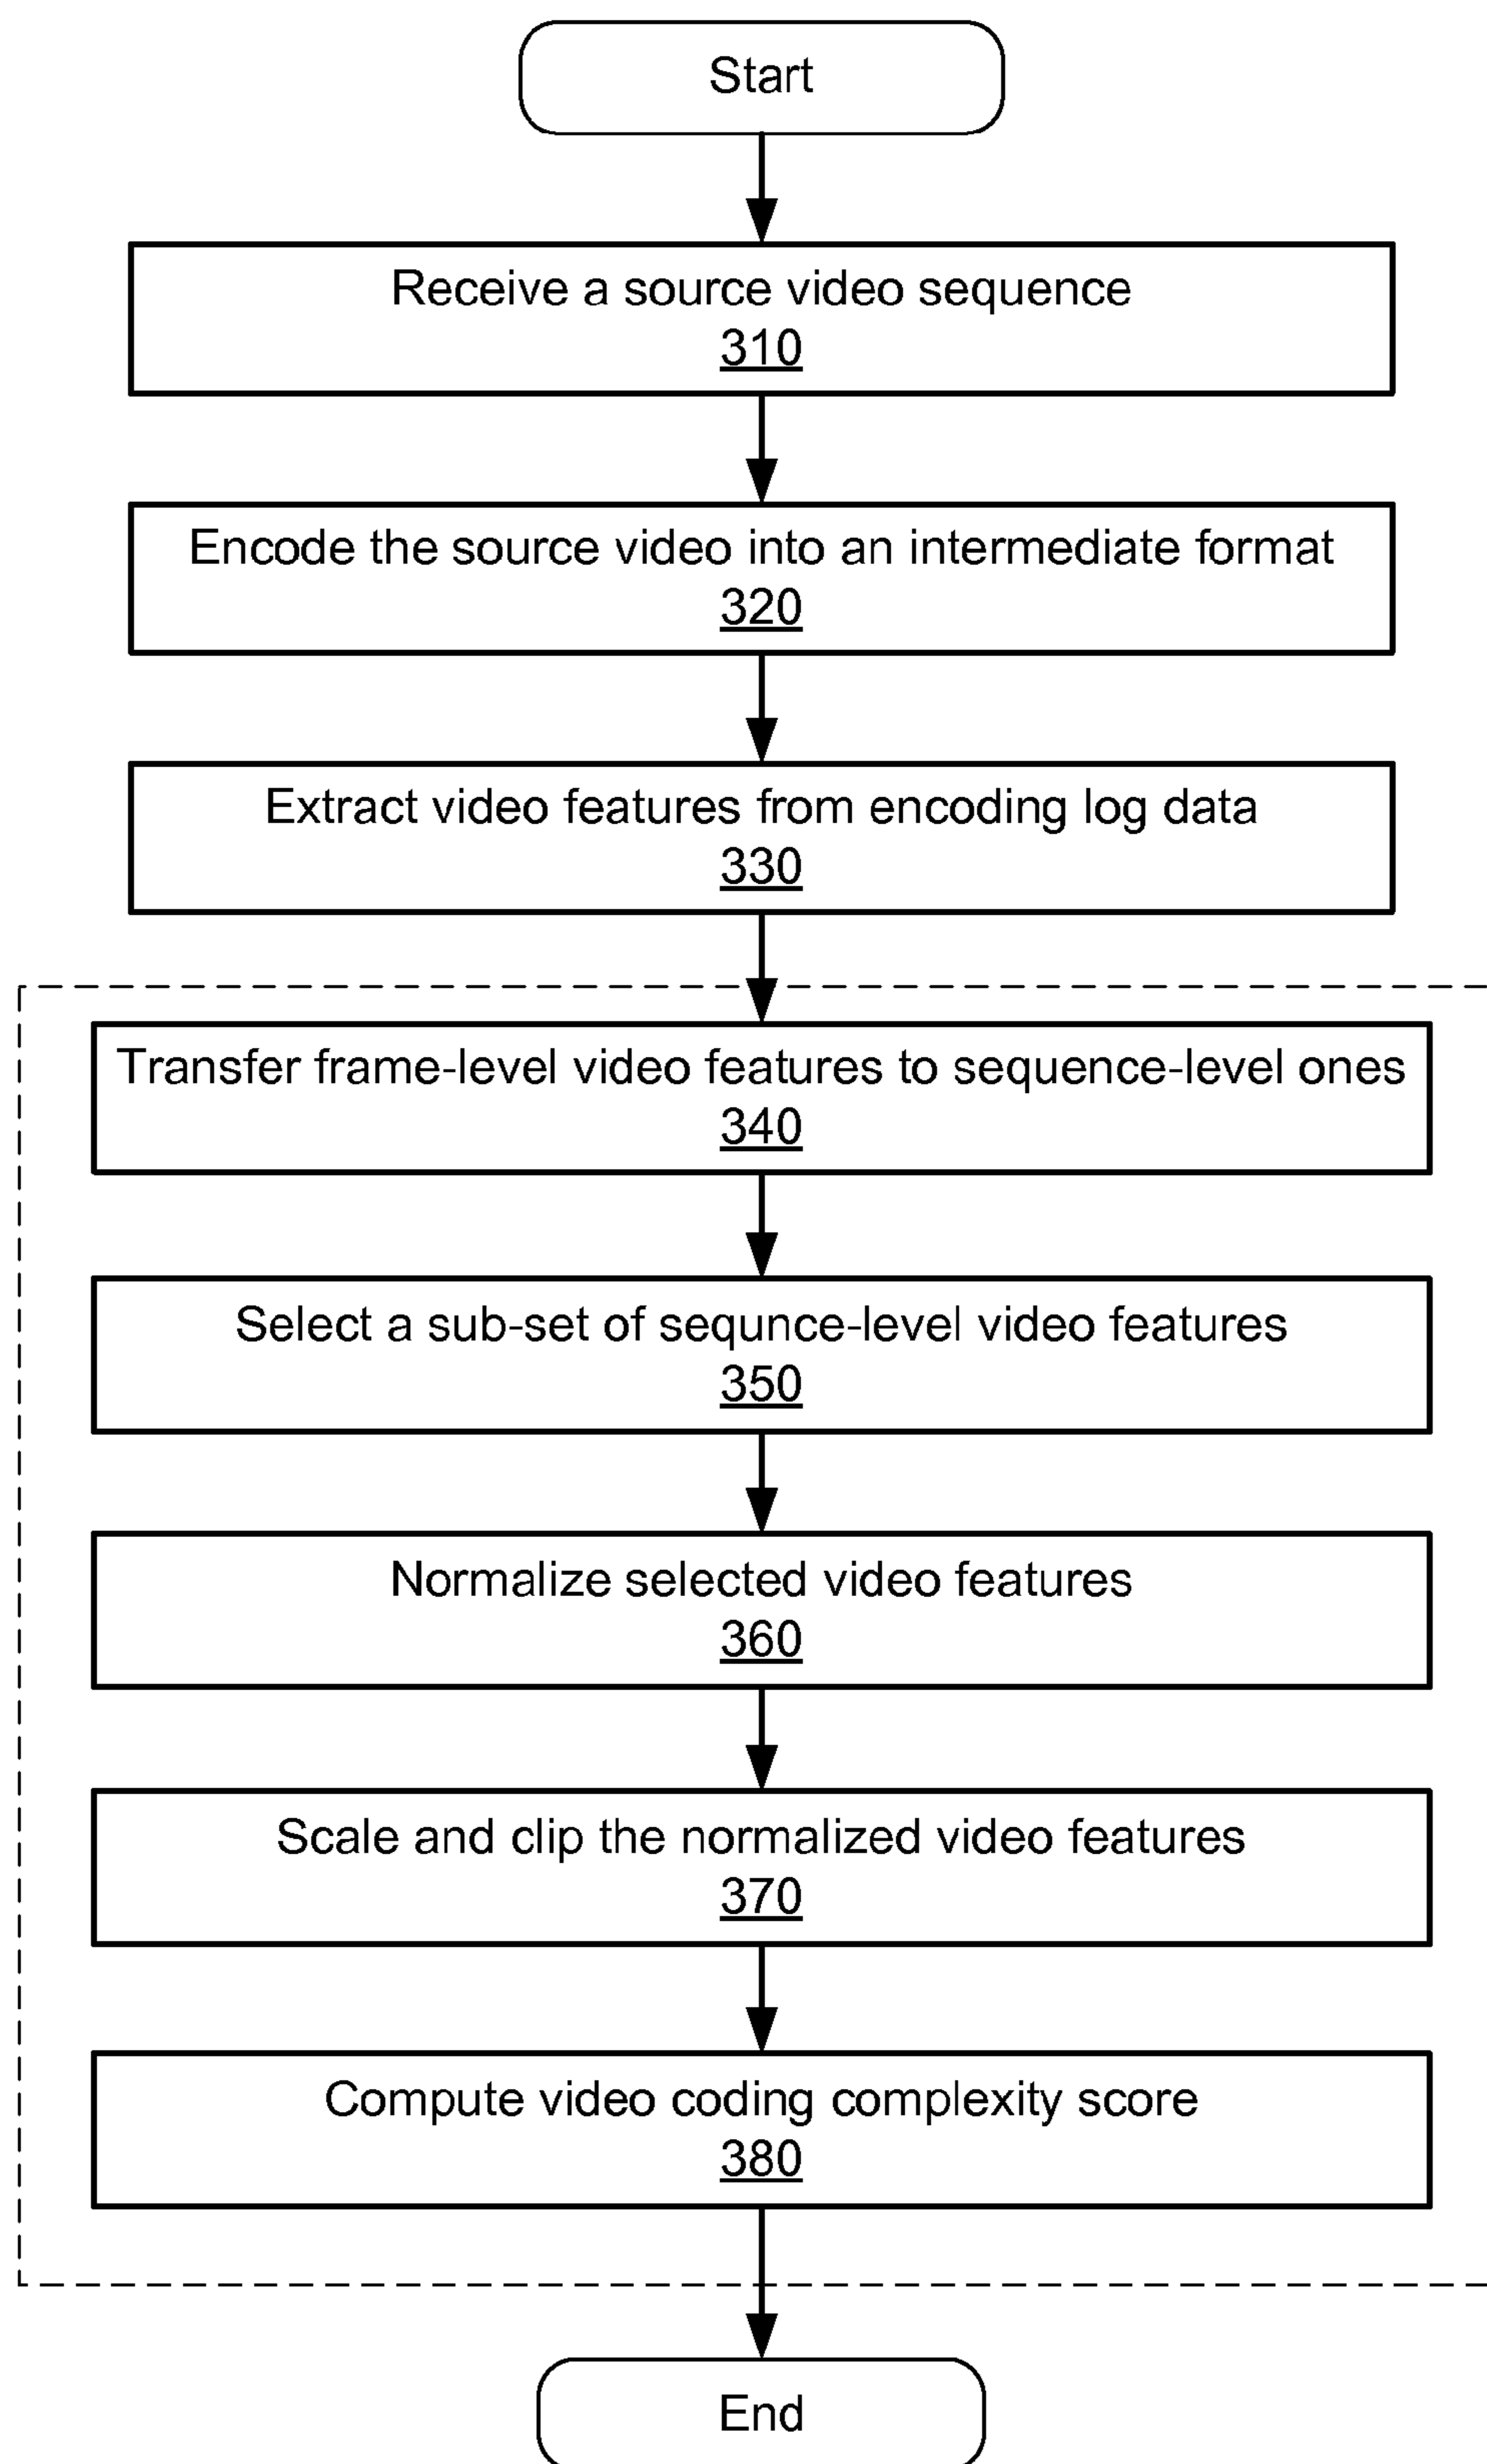 Start
Receive a source video sequence
310
Encode the source video into an intermediate format
320
Extract video features from encoding log data
330
Transfer frame-level video features to sequence-level ones
340
Select a sub-set of sequnce-level video features
350
Normalize selected video features
360
Scale and clip the normalized video features
370
Compute video coding complexity score
380
End